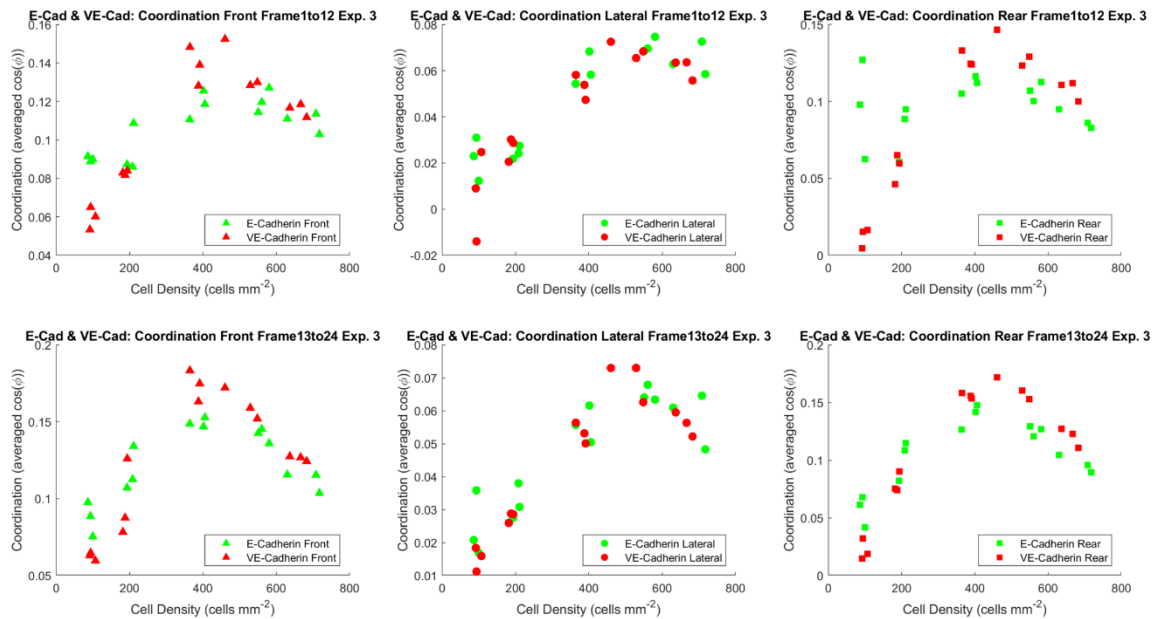 E-Cad & VE-Cad: Coordination Front Frame1to12 Exp. 3
0.16
0.14
0.12
0.1
0.08
0.06
0.04
Coordination (averaged cos(ϕ))
E-Cadherin Front
VE-Cadherin Front
0 200 400 600 800
Cell Density (cells mm⁻²)
E-Cad & VE-Cad: Coordination Lateral Frame1to12 Exp. 3
0.08
0.06
0.04
0.02
0
-0.02
Coordination (averaged cos(ϕ))
E-Cadherin Lateral
VE-Cadherin Lateral
0 200 400 600 800
Cell Density (cells mm⁻²)
E-Cad & VE-Cad: Coordination Rear Frame1to12 Exp. 3
0.15
0.1
0.05
0
Coordination (averaged cos(ϕ))
E-Cadherin Rear
VE-Cadherin Rear
0 200 400 600 800
Cell Density (cells mm⁻²)
E-Cad & VE-Cad: Coordination Front Frame13to24 Exp. 3
0.2
0.15
0.1
0.05
Coordination (averaged cos(ϕ))
E-Cadherin Front
VE-Cadherin Front
0 200 400 600 800
Cell Density (cells mm⁻²)
E-Cad & VE-Cad: Coordination Lateral Frame13to24 Exp. 3
0.08
0.07
0.06
0.05
0.04
0.03
0.02
0.01
Coordination (averaged cos(ϕ))
E-Cadherin Lateral
VE-Cadherin Lateral
0 200 400 600 800
Cell Density (cells mm⁻²)
E-Cad & VE-Cad: Coordination Rear Frame13to24 Exp. 3
0.2
0.15
0.1
0.05
0
Coordination (averaged cos(ϕ))
E-Cadherin Rear
VE-Cadherin Rear
0 200 400 600 800
Cell Density (cells mm⁻²)